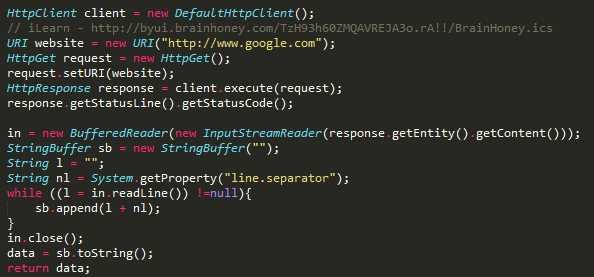 HttpClient client = new DefaultHttpClient();
// iLearn - http://byui.brainhoney.com/TzH93h60ZMQAVREJA3o.rA!!/BrainHoney.ics
URI website = new URI("http://www.google.com");
HttpGet request = new HttpGet();
request.setURI(website);
HttpResponse response = client.execute(request);
response.getStatusLine().getStatusCode();

in = new BufferedReader(new InputStreamReader(response.getEntity().getContent()));
StringBuffer sb = new StringBuffer("");
String l = "";
String nl = System.getProperty("line.separator");
while ((l = in.readLine()) !=null){
    sb.append(l + nl);
}
in.close();
data = sb.toString();
return data;